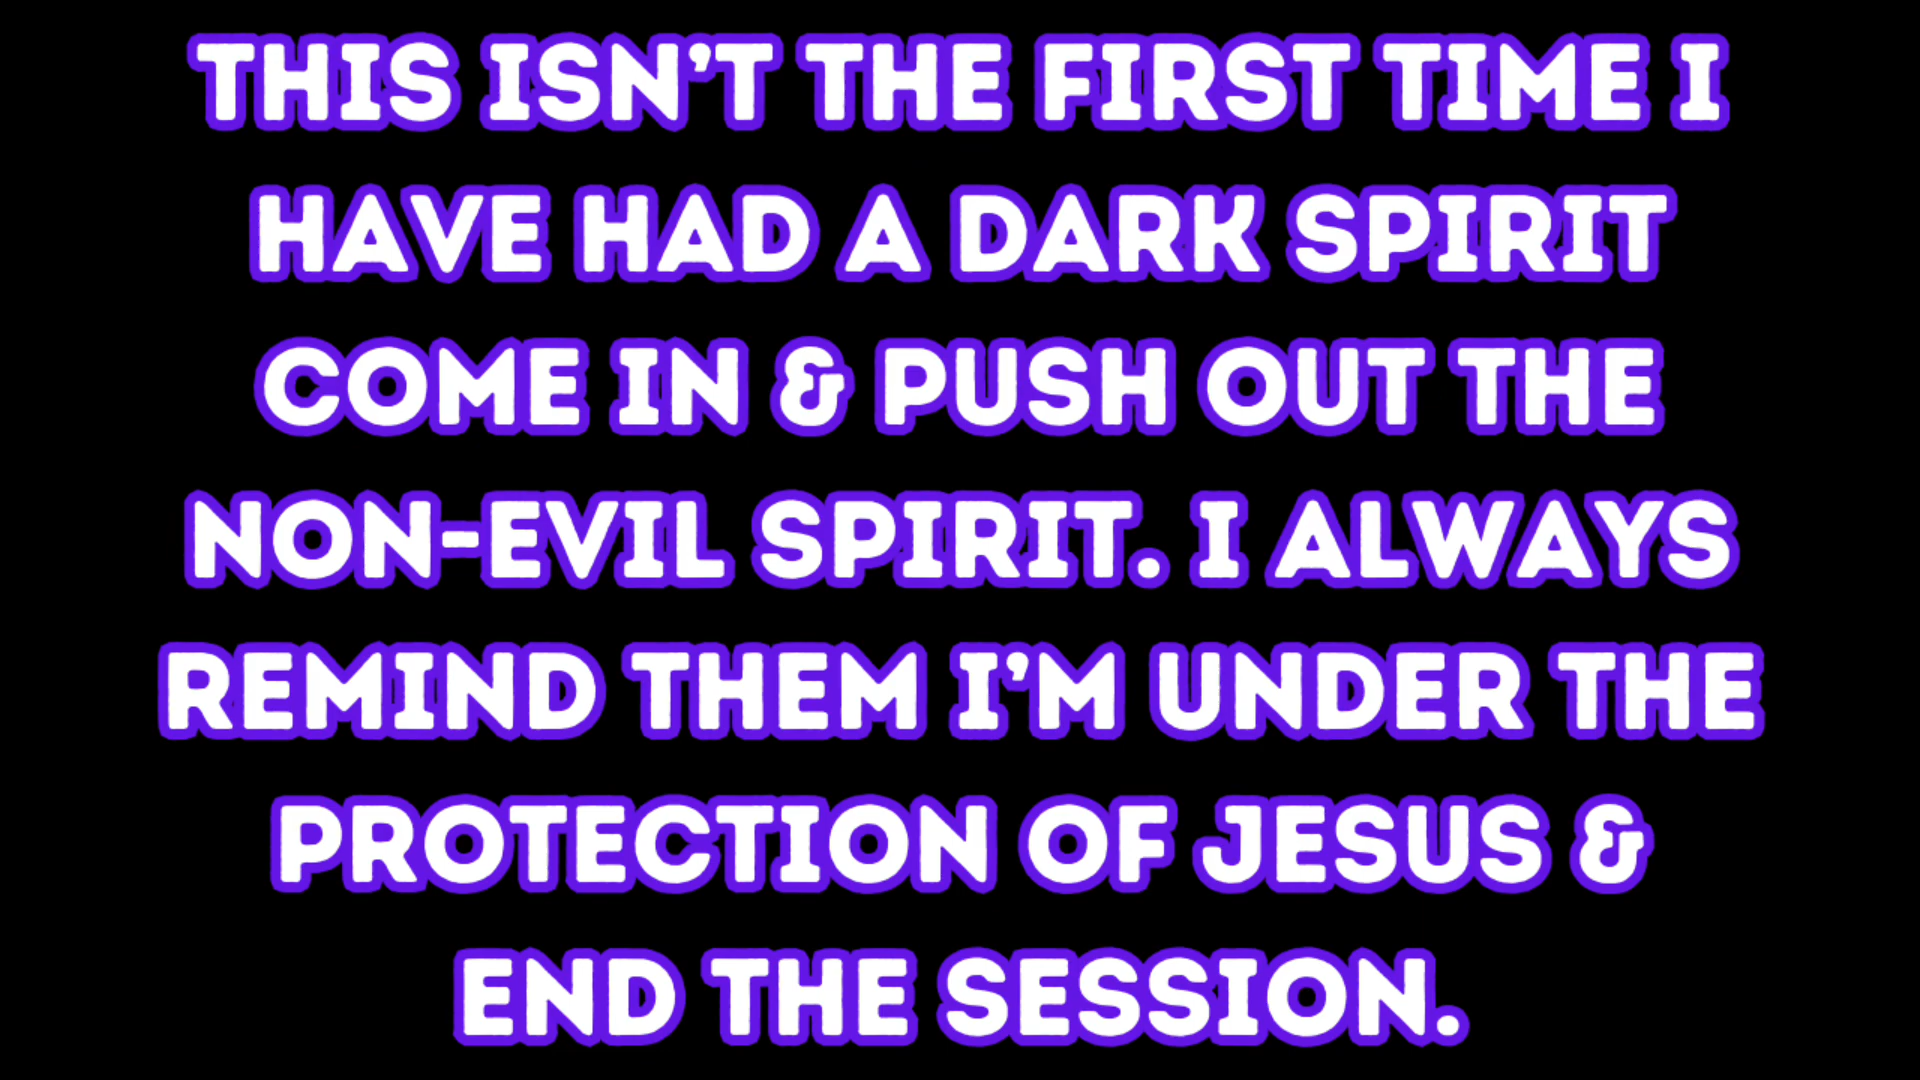 THIS ISN'T THE FIRST TIME I
HAVE HAD A DARK SPIRIT
COME IN & PUSH OUT THE
NON-EVIL SPIRIT. I ALWAYS
REMIND THEM I'M UNDER THE
PROTECTION OF JESUS &
END THE SESSION.